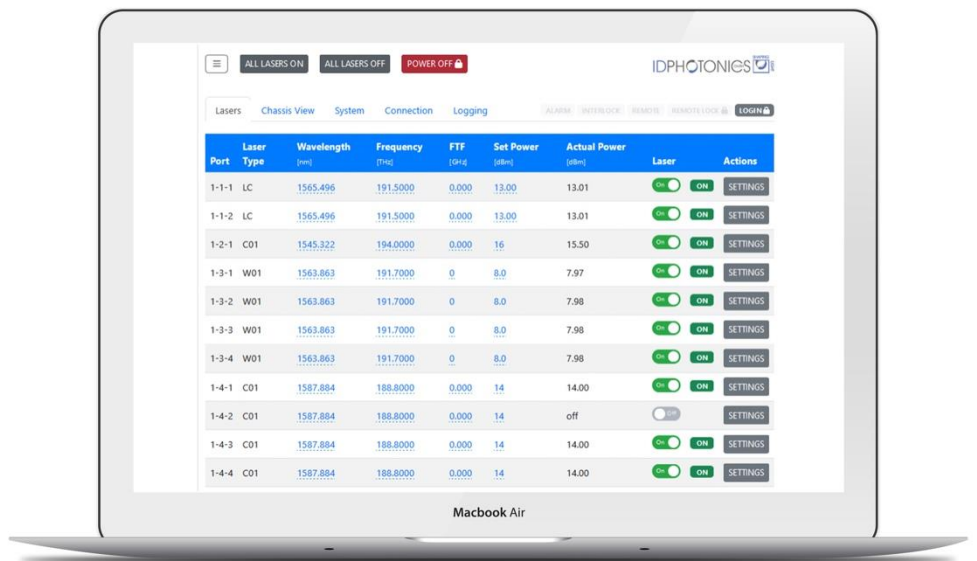 ☰ ALL LASERS ON ALL LASERS OFF POWER OFF
IDPHOTONICS
Lasers Chassis View System Connection Logging ALARM INTERLOCK REMOTE REMOTE LOCK LOGIN
Port Laser Type Wavelength [nm] Frequency [THz] FTF [GHz] Set Power [dBm] Actual Power [dBm] Laser Actions
1-1-1 LC 1565.496 191.5000 0.000 13.00 13.01 On ON SETTINGS
1-1-2 LC 1565.496 191.5000 0.000 13.00 13.01 On ON SETTINGS
1-2-1 C01 1545.322 194.0000 0.000 16 15.50 On ON SETTINGS
1-3-1 W01 1563.863 191.7000 0 8.0 7.97 On ON SETTINGS
1-3-2 W01 1563.863 191.7000 0 8.0 7.98 On ON SETTINGS
1-3-3 W01 1563.863 191.7000 0 8.0 7.98 On ON SETTINGS
1-3-4 W01 1563.863 191.7000 0 8.0 7.98 On ON SETTINGS
1-4-1 C01 1587.884 188.8000 0.000 14 14.00 On ON SETTINGS
1-4-2 C01 1587.884 188.8000 0.000 14 off Off SETTINGS
1-4-3 C01 1587.884 188.8000 0.000 14 14.00 On ON SETTINGS
1-4-4 C01 1587.884 188.8000 0.000 14 14.00 On ON SETTINGS
Macbook Air